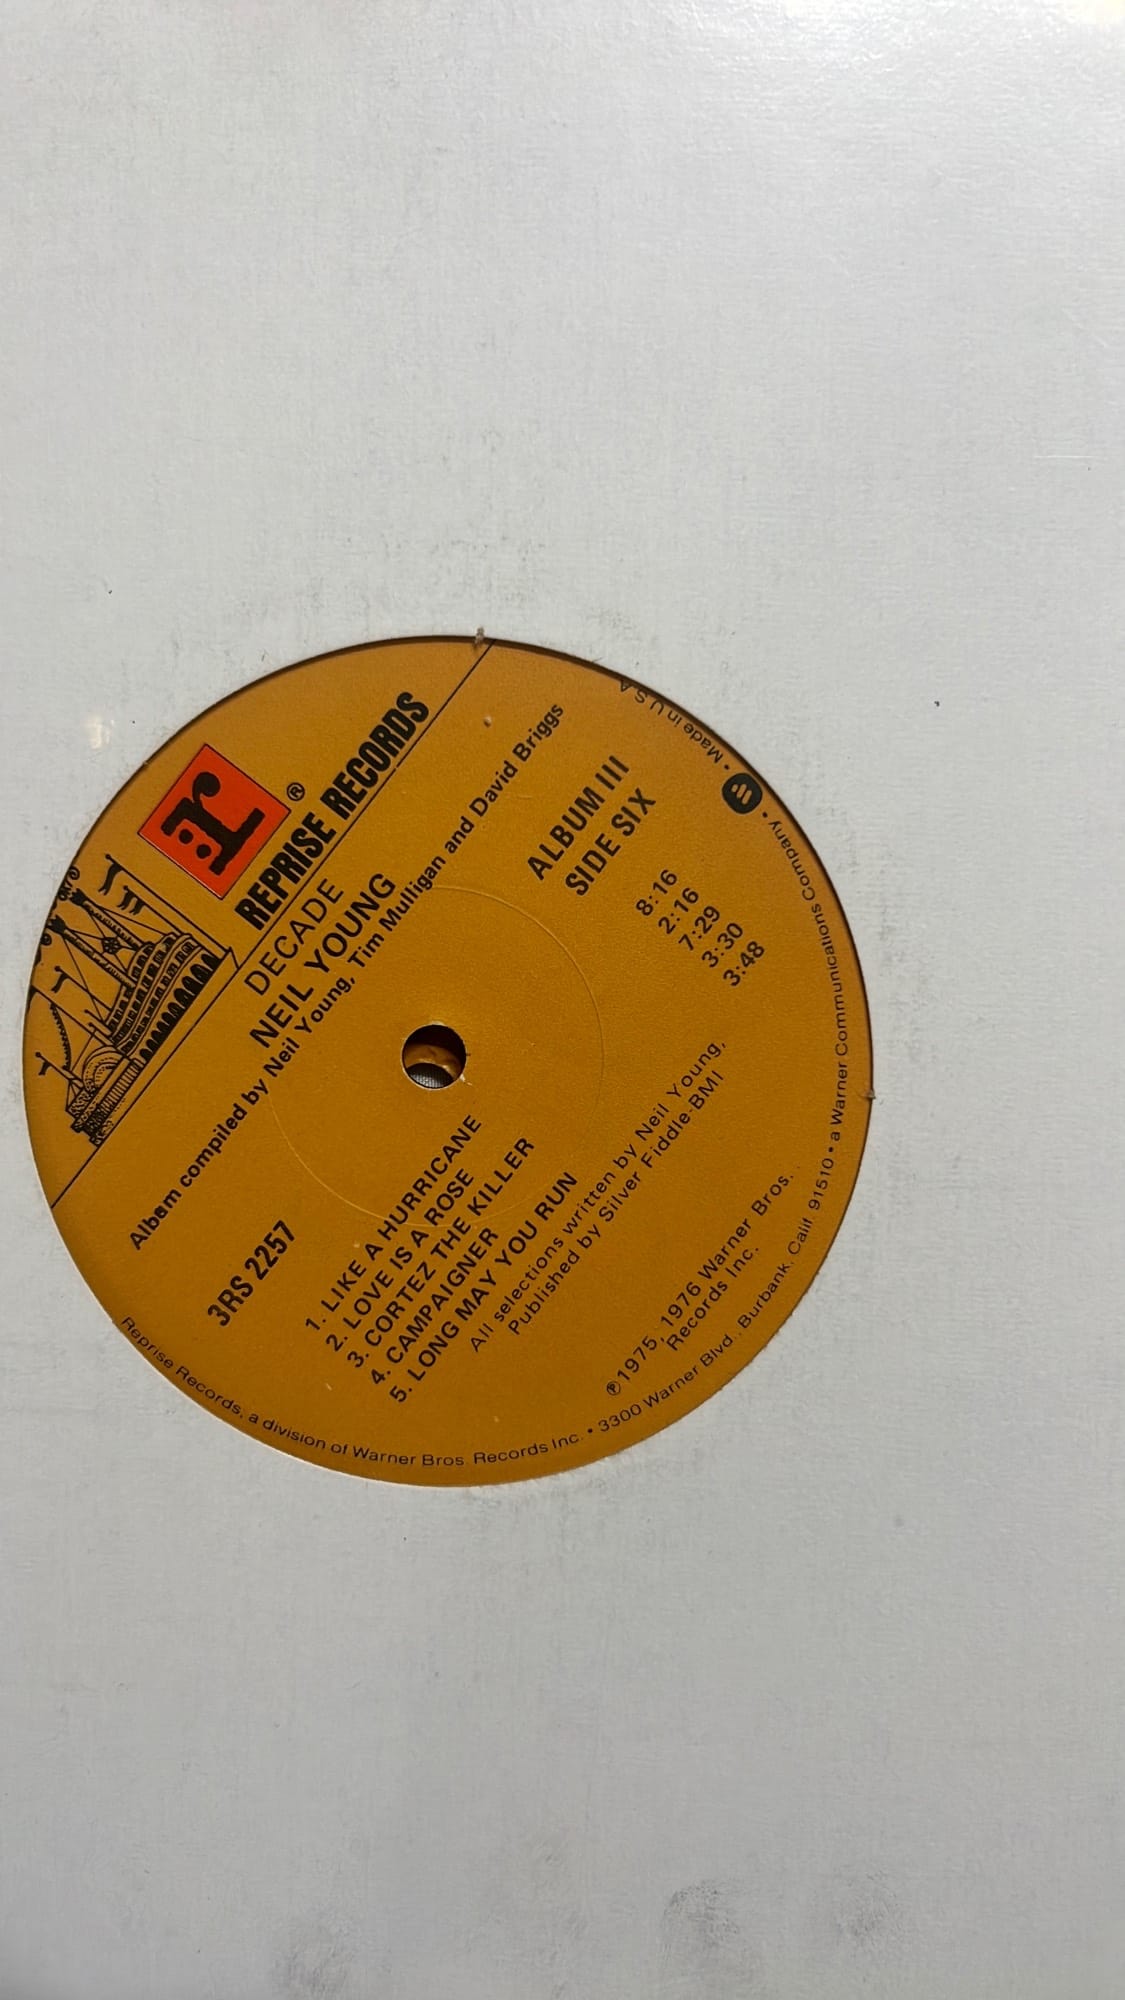 :r
®
REPRISE RECORDS
DECADE
NEIL YOUNG
Album compiled by Neil Young, Tim Mulligan and David Briggs
3RS 2257
ALBUM III
SIDE SIX
1. LIKE A HURRICANE 8:16
2. LOVE IS A ROSE 2:16
3. CORTEZ THE KILLER 7:29
4. CAMPAIGNER 3:30
5. LONG MAY YOU RUN 3:48
All selections written by Neil Young,
Published by Silver Fiddle-BMI
℗1975, 1976 Warner Bros.
Records Inc.
Reprise Records, a division of Warner Bros. Records Inc. • 3300 Warner Blvd., Burbank, Calif. 91510 • a Warner Communications Company • Made in U.S.A